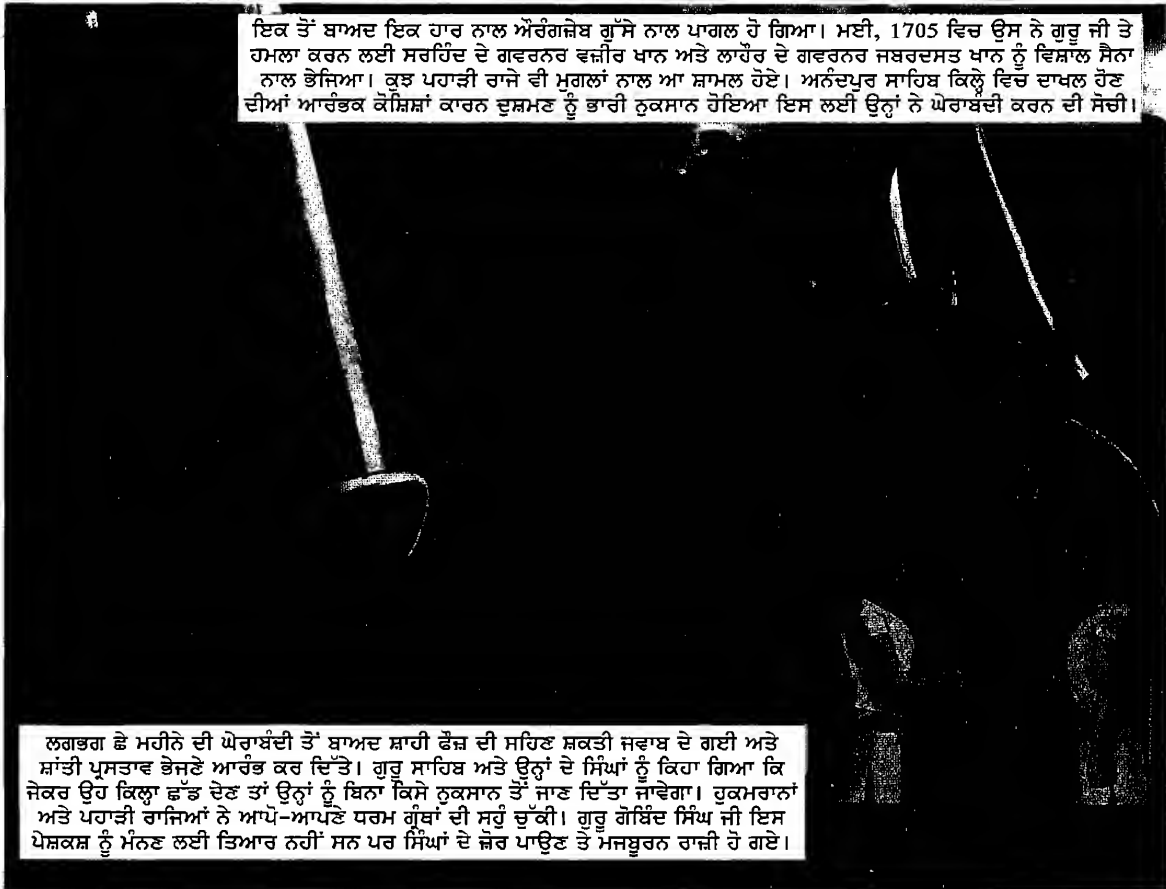 ਇਕ ਤੋਂ ਬਾਅਦ ਇਕ ਹਾਰ ਨਾਲ ਔਰੰਗਜ਼ੇਬ ਗੁੱਸੇ ਨਾਲ ਪਾਗਲ ਹੋ ਗਿਆ। ਮਈ, 1705 ਵਿਚ ਉਸ ਨੇ ਗੁਰੂ ਜੀ ਤੇ
ਹਮਲਾ ਕਰਨ ਲਈ ਸਰਹਿੰਦ ਦੇ ਗਵਰਨਰ ਵਜ਼ੀਰ ਖਾਨ ਅਤੇ ਲਾਹੌਰ ਦੇ ਗਵਰਨਰ ਜਬਰਦਸਤ ਖਾਨ ਨੂੰ ਵਿਸ਼ਾਲ ਸੈਨਾ
ਨਾਲ ਭੇਜਿਆ। ਕੁਝ ਪਹਾੜੀ ਰਾਜੇ ਵੀ ਮੁਗਲਾਂ ਨਾਲ ਆ ਸ਼ਾਮਲ ਹੋਏ। ਅਨੰਦਪੁਰ ਸਾਹਿਬ ਕਿਲ੍ਹੇ ਵਿਚ ਦਾਖਲ ਹੋਣ
ਦੀਆਂ ਆਰੰਭਕ ਕੋਸ਼ਿਸ਼ਾਂ ਕਾਰਨ ਦੁਸ਼ਮਣ ਨੂੰ ਭਾਰੀ ਨੁਕਸਾਨ ਹੋਇਆ ਇਸ ਲਈ ਉਨ੍ਹਾਂ ਨੇ ਘੇਰਾਬੰਦੀ ਕਰਨ ਦੀ ਸੋਚੀ।
ਲਗਭਗ ਛੇ ਮਹੀਨੇ ਦੀ ਘੇਰਾਬੰਦੀ ਤੋਂ ਬਾਅਦ ਸ਼ਾਹੀ ਫੌਜ਼ ਦੀ ਸਹਿਣ ਸ਼ਕਤੀ ਜਵਾਬ ਦੇ ਗਈ ਅਤੇ
ਸ਼ਾਂਤੀ ਪ੍ਰਸਤਾਵ ਭੇਜਣੇ ਆਰੰਭ ਕਰ ਦਿੱਤੇ। ਗੁਰੂ ਸਾਹਿਬ ਅਤੇ ਉਨ੍ਹਾਂ ਦੇ ਸਿੰਘਾਂ ਨੂੰ ਕਿਹਾ ਗਿਆ ਕਿ
ਜੇਕਰ ਉਹ ਕਿਲ੍ਹਾ ਛੱਡ ਦੇਣ ਤਾਂ ਉਨ੍ਹਾਂ ਨੂੰ ਬਿਨਾ ਕਿਸੇ ਨੁਕਸਾਨ ਤੋਂ ਜਾਣ ਦਿੱਤਾ ਜਾਵੇਗਾ। ਹੁਕਮਰਾਨਾਂ
ਅਤੇ ਪਹਾੜੀ ਰਾਜਿਆਂ ਨੇ ਆਪੋ-ਆਪਣੇ ਧਰਮ ਗ੍ਰੰਥਾਂ ਦੀ ਸਹੁੰ ਚੁੱਕੀ। ਗੁਰੂ ਗੋਬਿੰਦ ਸਿੰਘ ਜੀ ਇਸ
ਪੇਸ਼ਕਸ਼ ਨੂੰ ਮੰਨਣ ਲਈ ਤਿਆਰ ਨਹੀਂ ਸਨ ਪਰ ਸਿੰਘਾਂ ਦੇ ਜ਼ੋਰ ਪਾਉਣ ਤੇ ਮਜਬੂਰਨ ਰਾਜ਼ੀ ਹੋ ਗਏ।